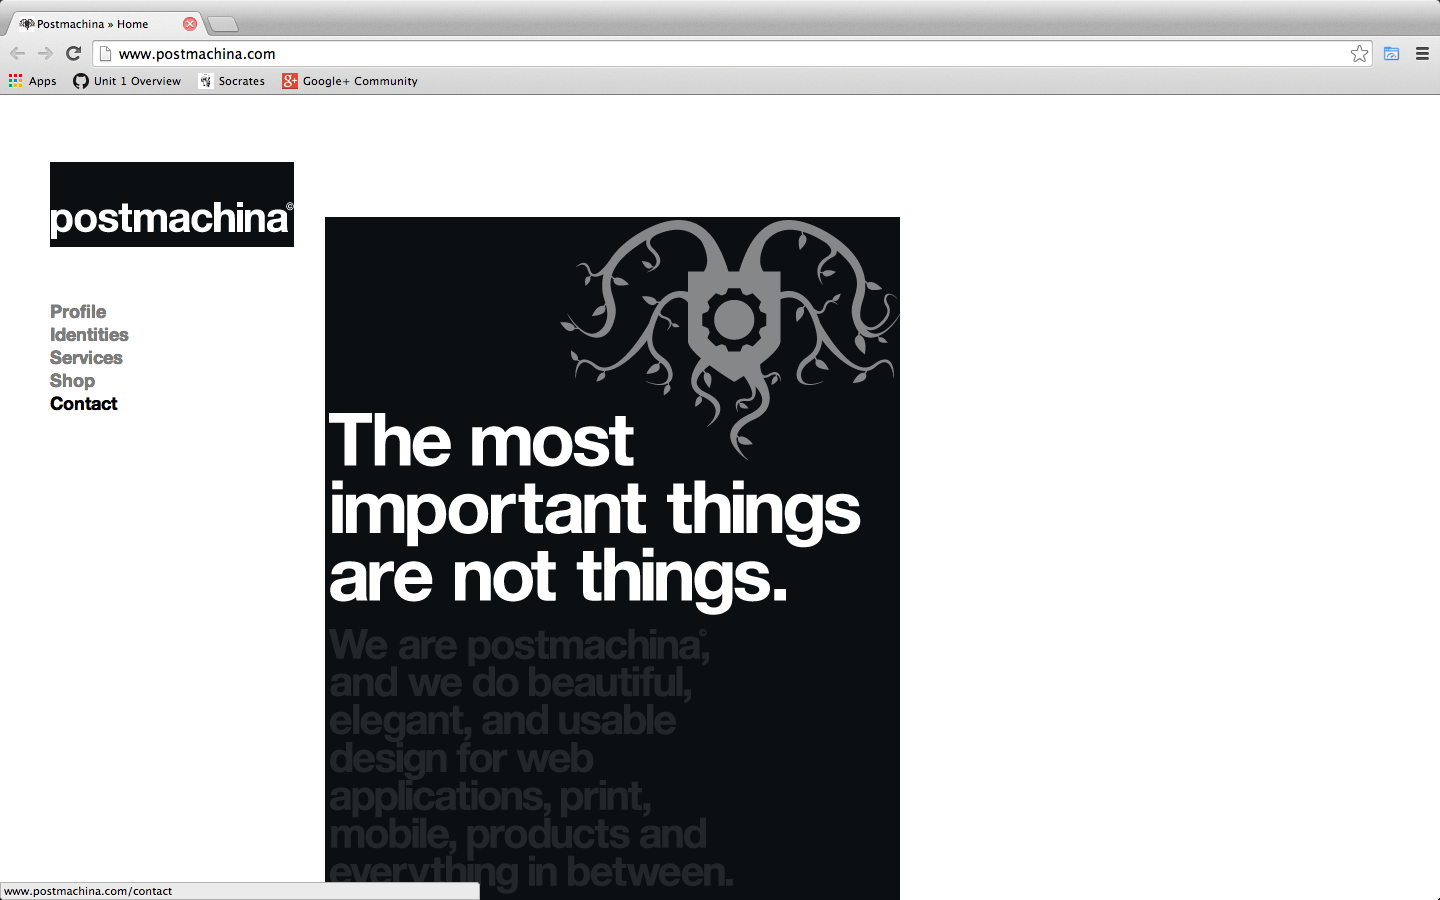 Postmachina » Home
www.postmachina.com
Apps
Unit 1 Overview
Socrates
g+
Google+ Community
postmachina©
Profile
Identities
Services
Shop
Contact
The most
important things
are not things.
We are postmachina©,
and we do beautiful,
elegant, and usable
design for web
applications, print,
mobile, products and
everything in between.
www.postmachina.com/contact